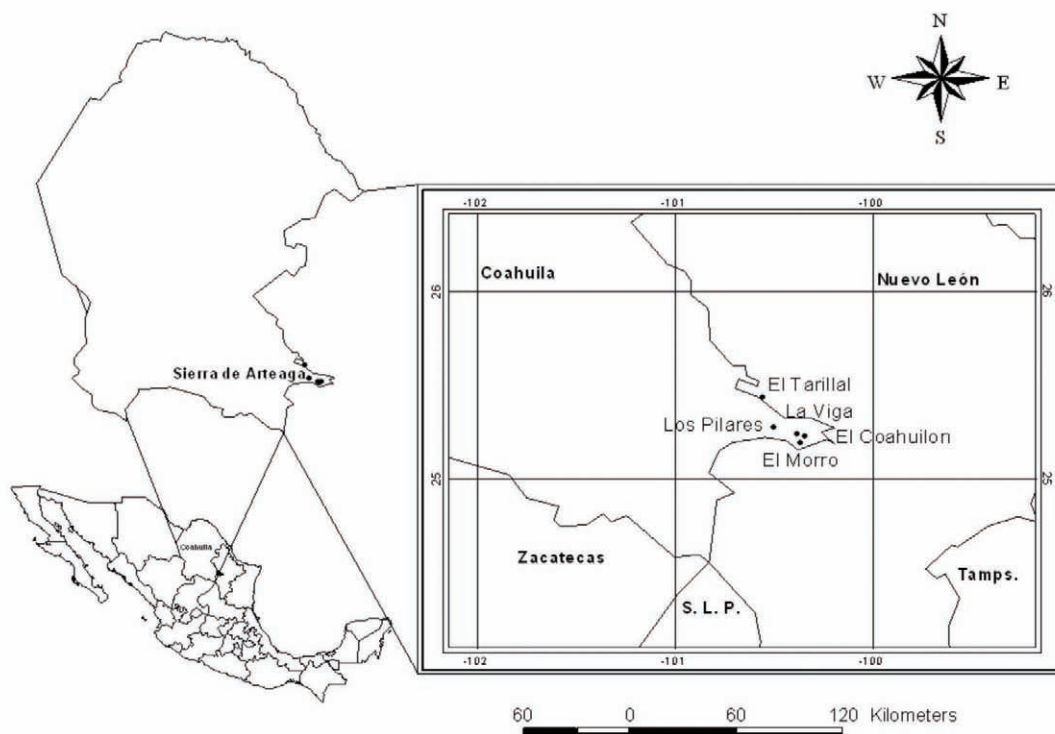 N
W E
S
-102 -101 -100
Coahuila
Nuevo León
26 26
Sierra de Arteaga
El Tarillal
La Viga
Los Pilares
El Coahuilon
El Morro
25 25
Coahuila
Zacatecas
Tamps.
S. L. P.
-102 -101 -100
60 0 60 120 Kilometers